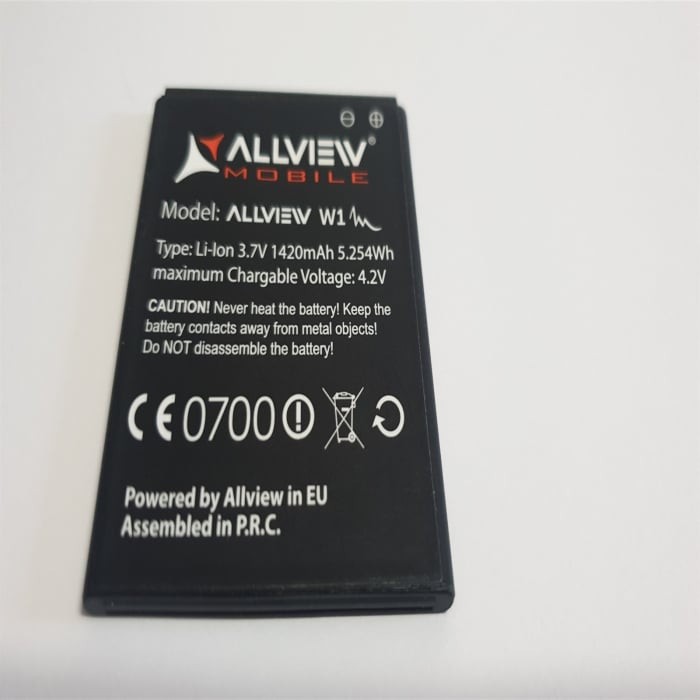 ⊖ ⊕
ALLVIEW®
MOBILE
Model: ALLVIEW W1 m
Type: Li-Ion 3.7V 1420mAh 5.254Wh
maximum Chargable Voltage: 4.2V
CAUTION! Never heat the battery! Keep the
battery contacts away from metal objects!
Do NOT disassemble the battery!
CE0700
Powered by Allview in EU
Assembled in P.R.C.